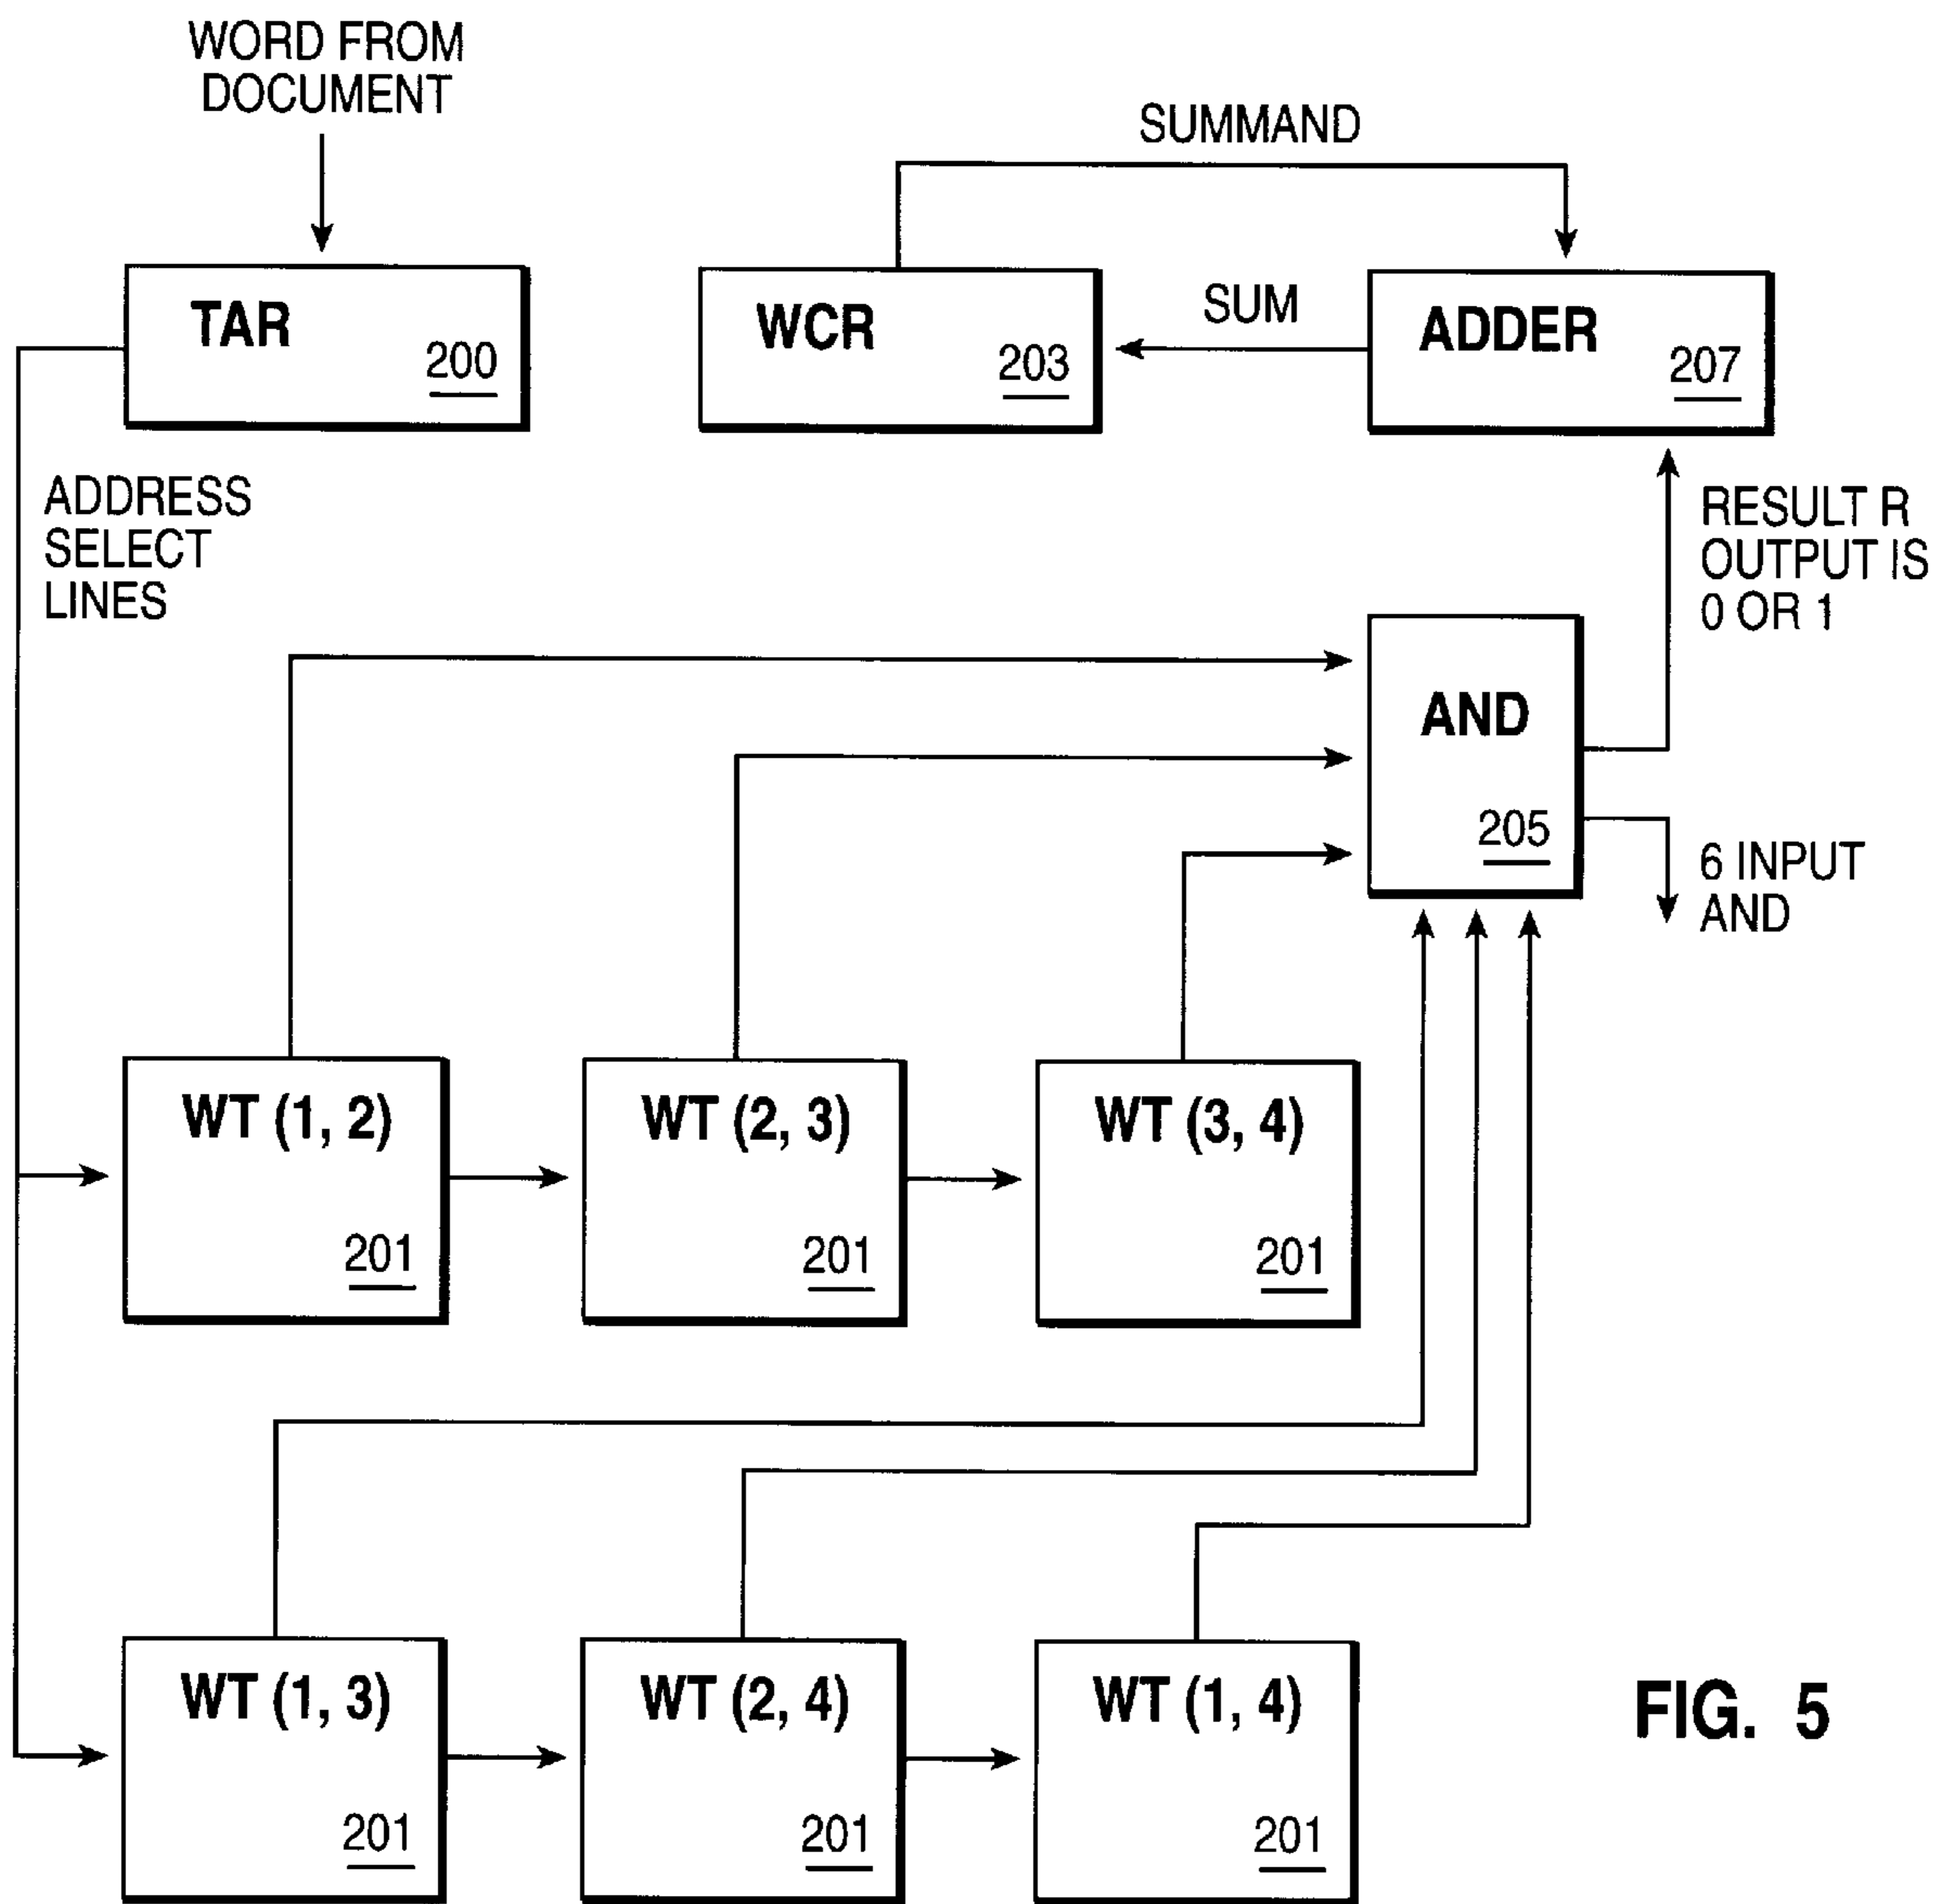 WORD FROM
DOCUMENT
SUMMAND
TAR
200
WCR
203
SUM
ADDER
207
ADDRESS
SELECT
LINES
RESULT R
OUTPUT IS
0 OR 1
AND
205
6 INPUT
AND
WT (1, 2)
201
WT (2, 3)
201
WT (3, 4)
201
WT (1, 3)
201
WT (2, 4)
201
WT (1, 4)
201
FIG. 5